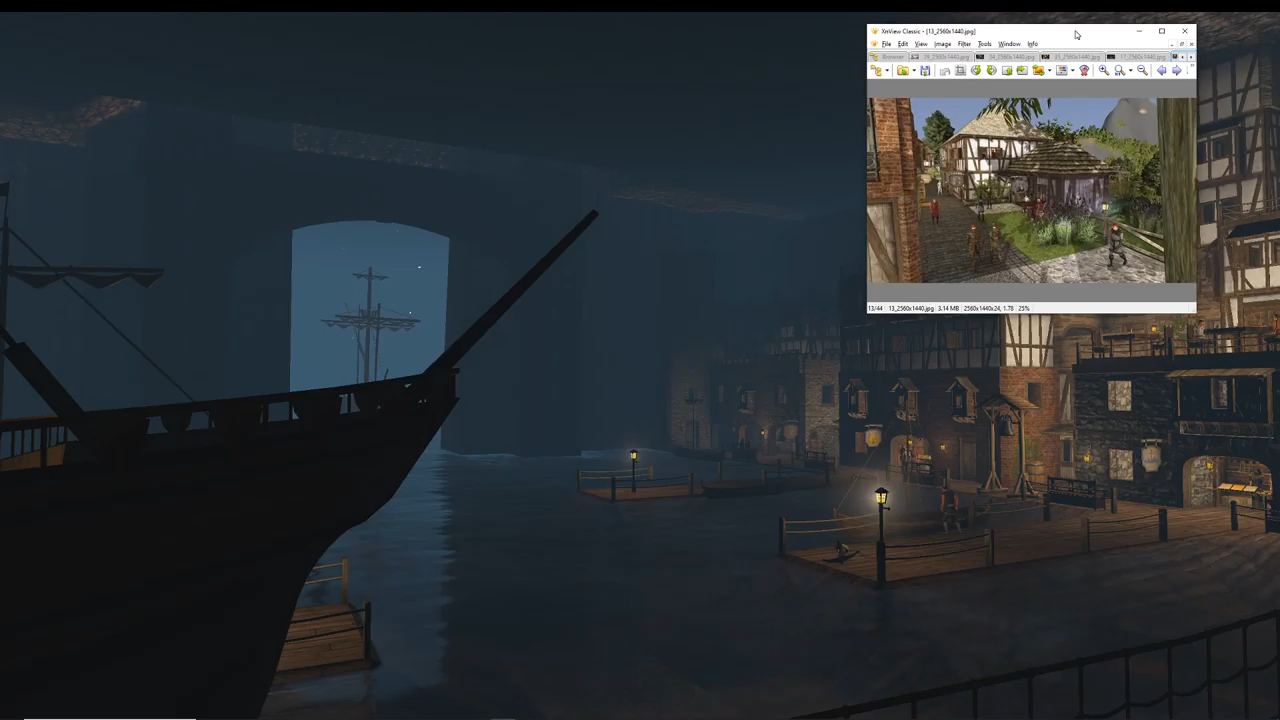 XnView Classic - [13_2560x1440.jpg]
File Edit View Image Filter Tools Window Info
Browser
13/44 13_2560x1440.jpg 3.14 MB 2560x1440x24, 1.78 25%